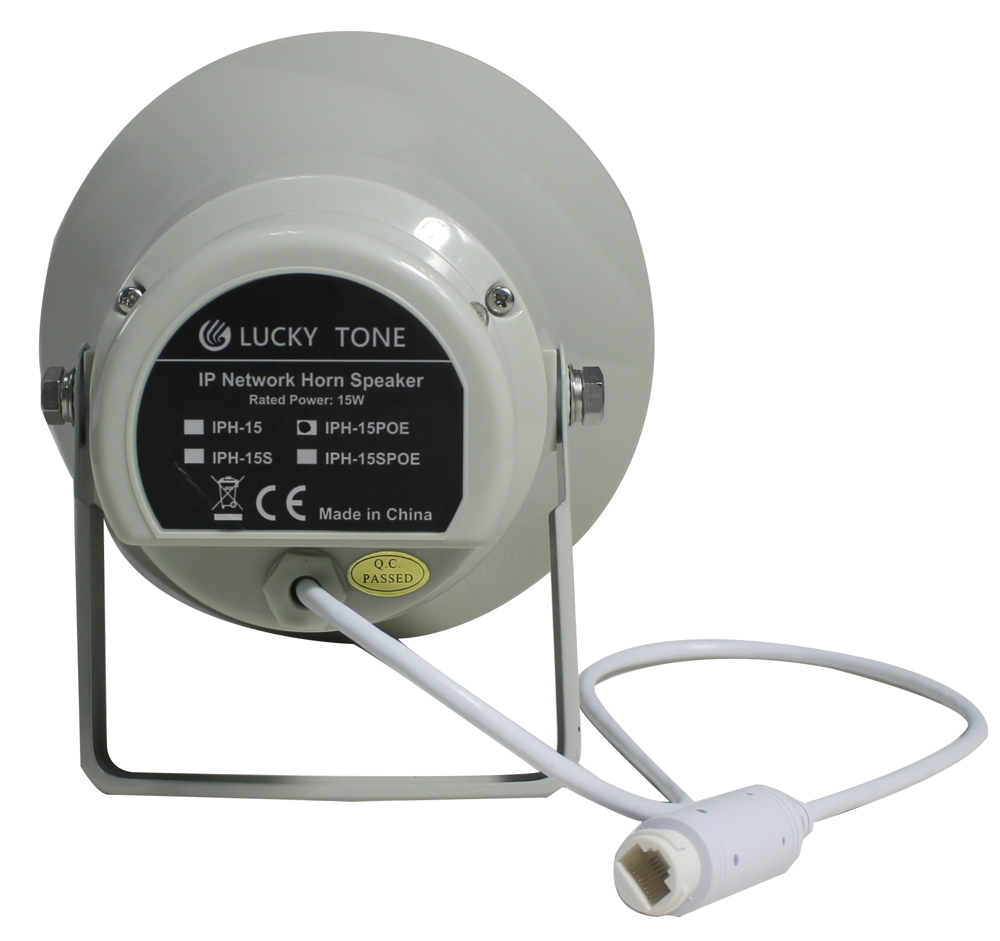 LUCKY TONE
IP Network Horn Speaker
Rated Power: 15W
IPH-15 IPH-15POE
IPH-15S IPH-15SPOE
CE Made in China
Q.C.
PASSED